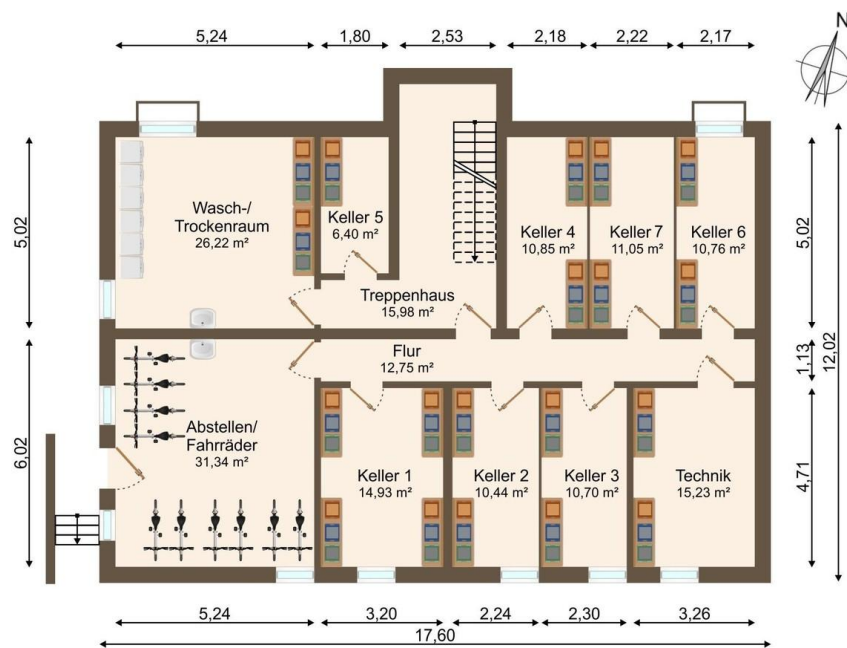 5,24
1,80
2,53
2,18
2,22
2,17
N
5,02
Wasch-/
Trockenraum
26,22 m²
Keller 5
6,40 m²
Keller 4
10,85 m²
Keller 7
11,05 m²
Keller 6
10,76 m²
5,02
Treppenhaus
15,98 m²
12,02
Flur
12,75 m²
1,13
6,02
Abstellen/
Fahrräder
31,34 m²
Keller 1
14,93 m²
Keller 2
10,44 m²
Keller 3
10,70 m²
Technik
15,23 m²
4,71
5,24
3,20
2,24
2,30
3,26
17,60